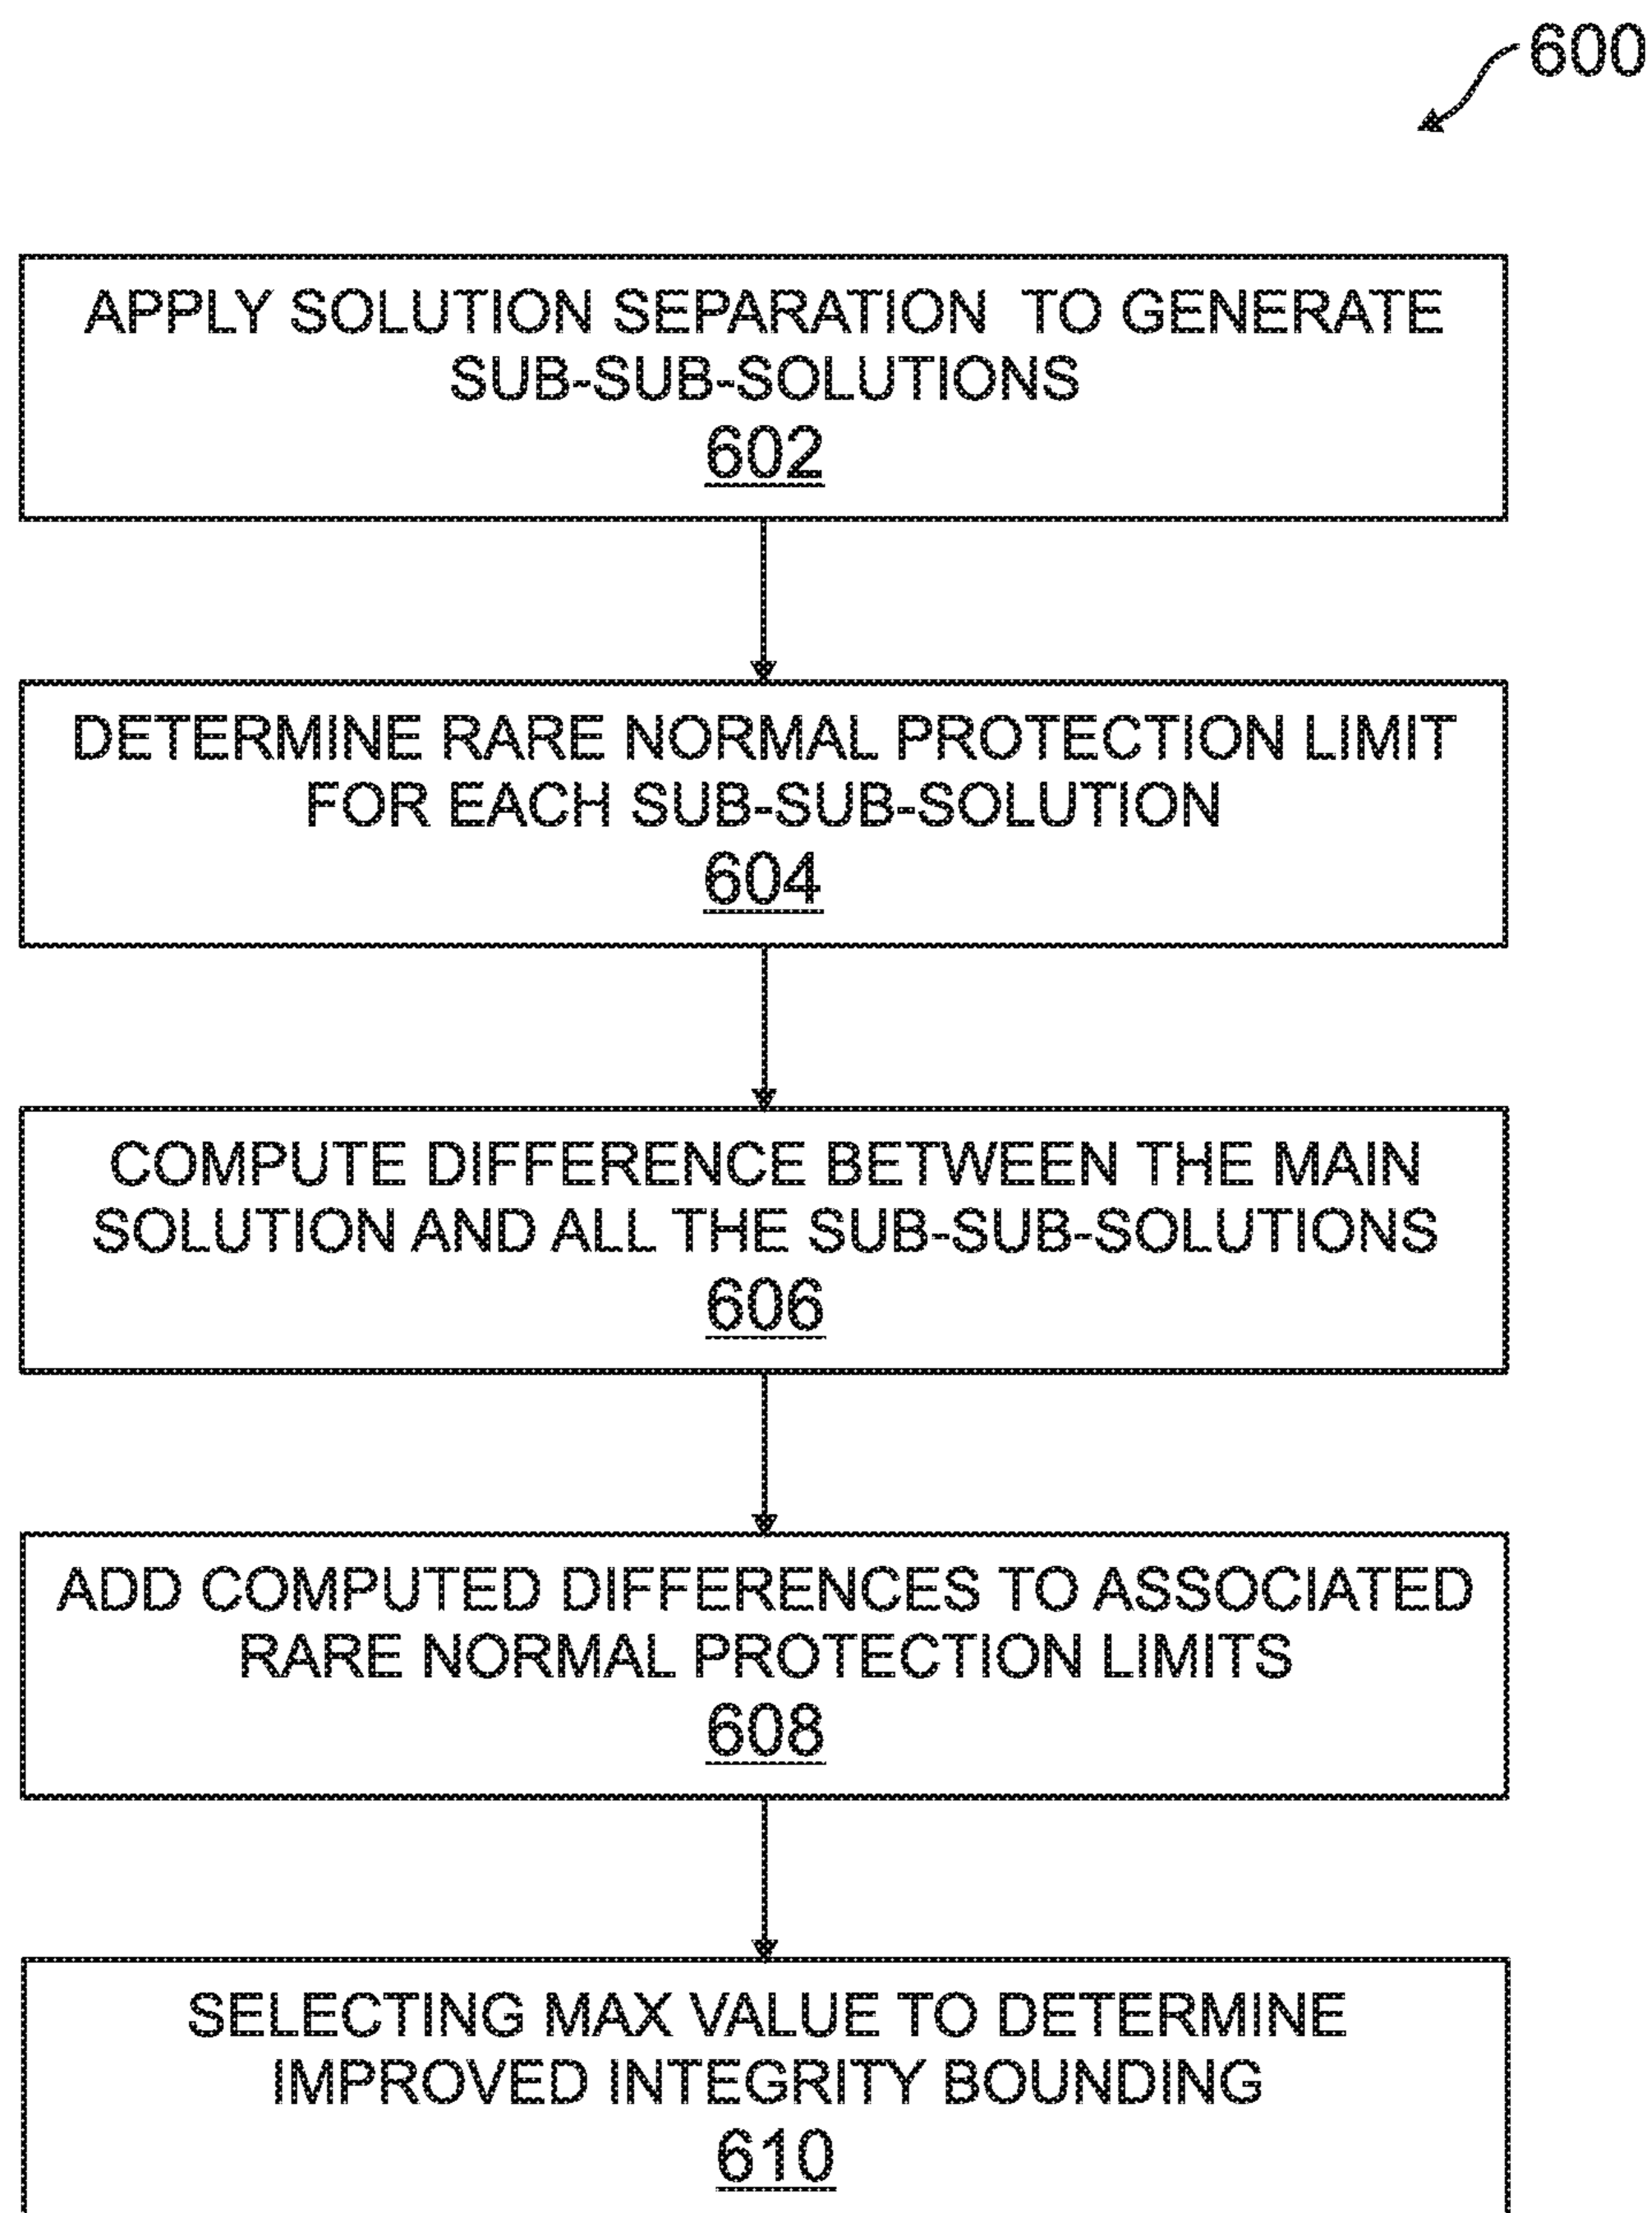 600
APPLY SOLUTION SEPARATION TO GENERATE
SUB-SUB-SOLUTIONS
602
DETERMINE RARE NORMAL PROTECTION LIMIT
FOR EACH SUB-SUB-SOLUTION
604
COMPUTE DIFFERENCE BETWEEN THE MAIN
SOLUTION AND ALL THE SUB-SUB-SOLUTIONS
606
ADD COMPUTED DIFFERENCES TO ASSOCIATED
RARE NORMAL PROTECTION LIMITS
608
SELECTING MAX VALUE TO DETERMINE
IMPROVED INTEGRITY BOUNDING
610